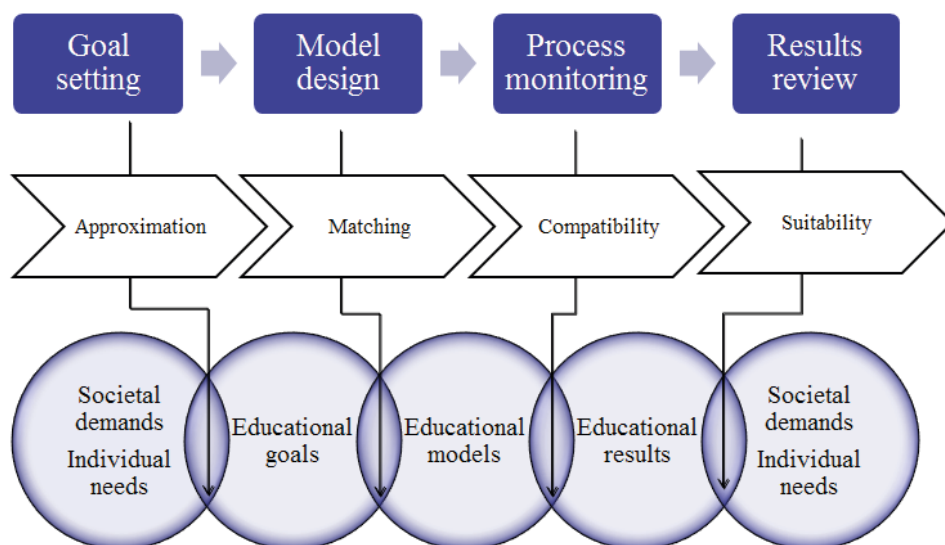 Goal
setting
Model
design
Process
monitoring
Results
review
Approximation
Matching
Compatibility
Suitability
Societal
demands
Individual
needs
Educational
goals
Educational
models
Educational
results
Societal
demands
Individual
needs